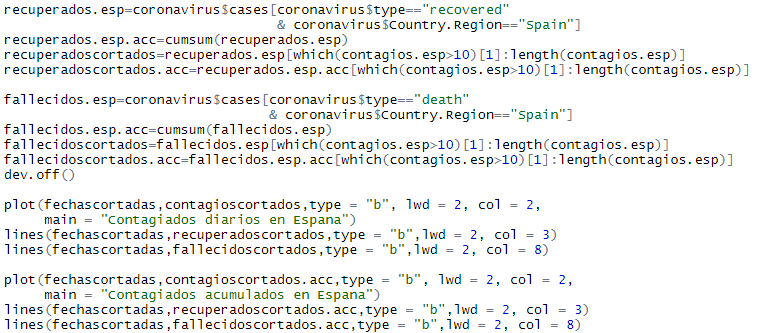 recuperados.esp=coronavirus$cases[coronavirus$type=="recovered"
& coronavirus$Country.Region=="Spain"]
recuperados.esp.acc=cumsum(recuperados.esp)
recuperadoscortados=recuperados.esp[which(contagios.esp>10)[1]:length(contagios.esp)]
recuperadoscortados.acc=recuperados.esp.acc[which(contagios.esp>10)[1]:length(contagios.esp)]
fallecidos.esp=coronavirus$cases[coronavirus$type=="death"
& coronavirus$Country.Region=="Spain"]
fallecidos.esp.acc=cumsum(fallecidos.esp)
fallecidoscortados=fallecidos.esp[which(contagios.esp>10)[1]:length(contagios.esp)]
fallecidoscortados.acc=fallecidos.esp.acc[which(contagios.esp>10)[1]:length(contagios.esp)]
dev.off()
plot(fechascortadas,contagioscortados,type = "b", lwd = 2, col = 2,
main = "Contagiados diarios en Espana")
lines(fechascortadas,recuperadoscortados,type = "b",lwd = 2, col = 3)
lines(fechascortadas,fallecidoscortados,type = "b",lwd = 2, col = 8)
plot(fechascortadas,contagioscortados.acc,type = "b", lwd = 2, col = 2,
main = "Contagiados acumulados en Espana")
lines(fechascortadas,recuperadoscortados.acc,type = "b",lwd = 2, col = 3)
lines(fechascortadas,fallecidoscortados.acc,type = "b",lwd = 2, col = 8)